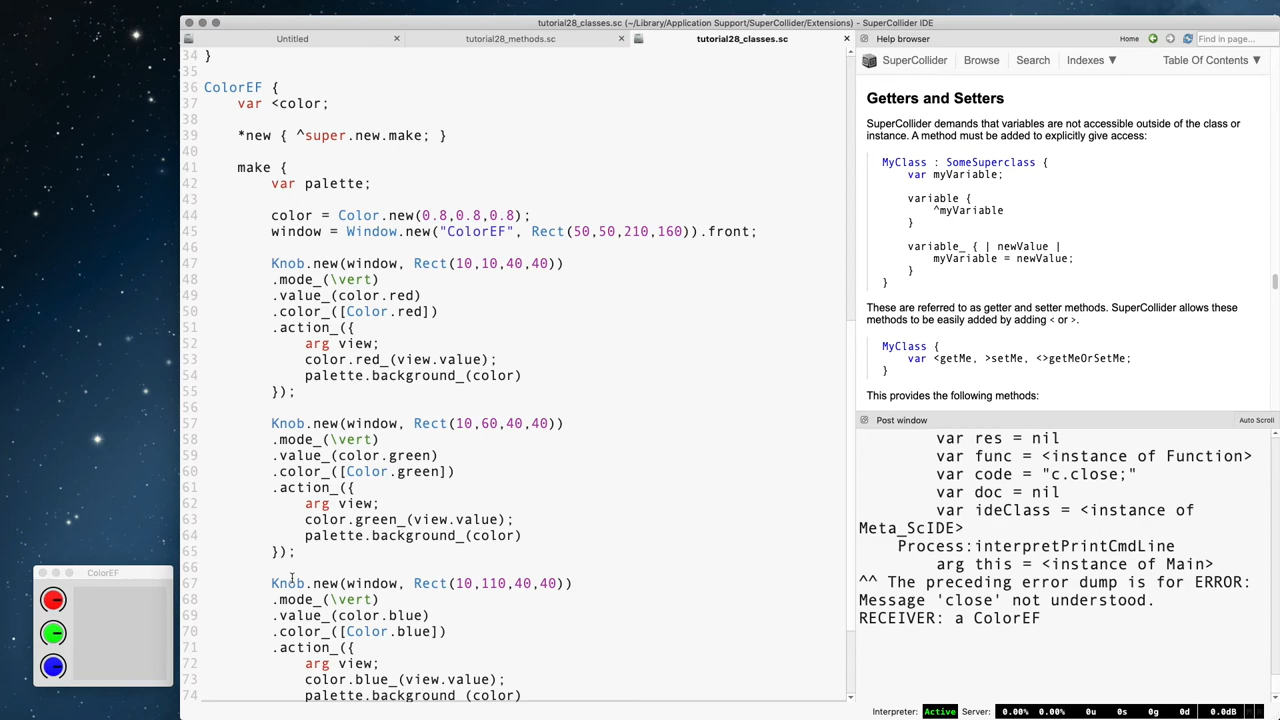 tutorial28_classes.sc (~/Library/Application Support/SuperCollider/Extensions) - SuperCollider IDE
Untitled
tutorial28_methods.sc
tutorial28_classes.sc
34 }
35
36 ColorEF {
37 var <color;
38
39 *new { ^super.new.make; }
40
41 make {
42 var palette;
43
44 color = Color.new(0.8,0.8,0.8);
45 window = Window.new("ColorEF", Rect(50,50,210,160)).front;
46
47 Knob.new(window, Rect(10,10,40,40))
48 .mode_(\vert)
49 .value_(color.red)
50 .color_([Color.red])
51 .action_({
52 arg view;
53 color.red_(view.value);
54 palette.background_(color)
55 });
56
57 Knob.new(window, Rect(10,60,40,40))
58 .mode_(\vert)
59 .value_(color.green)
60 .color_([Color.green])
61 .action_({
62 arg view;
63 color.green_(view.value);
64 palette.background_(color)
65 });
66
67 Knob.new(window, Rect(10,110,40,40))
68 .mode_(\vert)
69 .value_(color.blue)
70 .color_([Color.blue])
71 .action_({
72 arg view;
73 color.blue_(view.value);
74 palette.background_(color)
ColorEF
Help browser
Home
Find in page...
SuperCollider Browse Search Indexes ▼ Table Of Contents ▼
Getters and Setters
SuperCollider demands that variables are not accessible outside of the class or
instance. A method must be added to explicitly give access:
MyClass : SomeSuperclass {
var myVariable;
variable {
^myVariable
}
variable_ { | newValue |
myVariable = newValue;
}
}
These are referred to as getter and setter methods. SuperCollider allows these
methods to be easily added by adding < or >.
MyClass {
var <getMe, >setMe, <>getMeOrSetMe;
}
This provides the following methods:
Post window
Auto Scroll
var res = nil
var func = <instance of Function>
var code = "c.close;"
var doc = nil
var ideClass = <instance of
Meta_ScIDE>
Process:interpretPrintCmdLine
arg this = <instance of Main>
^^ The preceding error dump is for ERROR:
Message 'close' not understood.
RECEIVER: a ColorEF
Interpreter: Active Server: 0.00% 0.00% 0u 0s 0g 0d 0.0dB